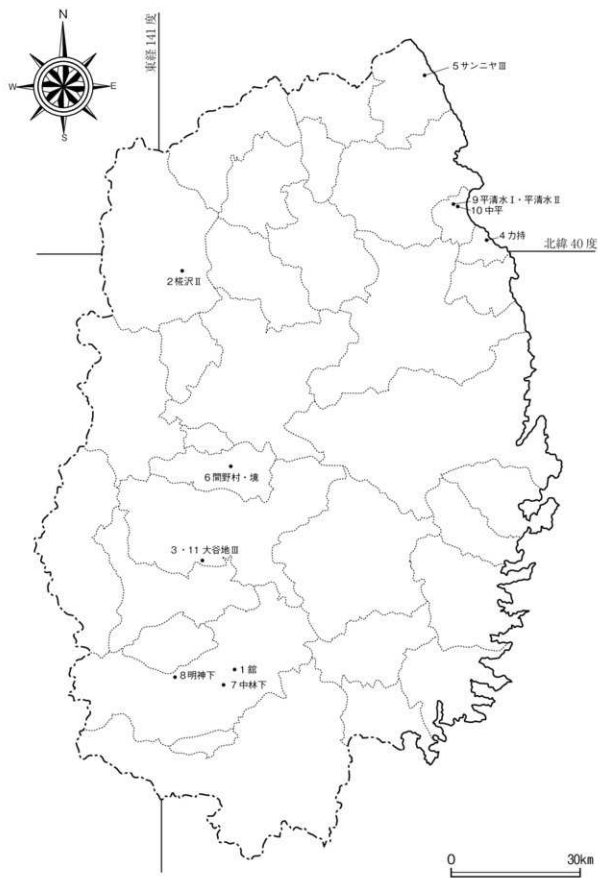 N
W
E
S
東経141度
5 サンニヤⅢ
9 平清水Ⅰ・平清水Ⅱ
10 中平
4 力持
北緯40度
2 椛沢Ⅱ
6 間野村・境
3・11 大谷地Ⅲ
1 舘
8 明神下
7 中林下
0 30km